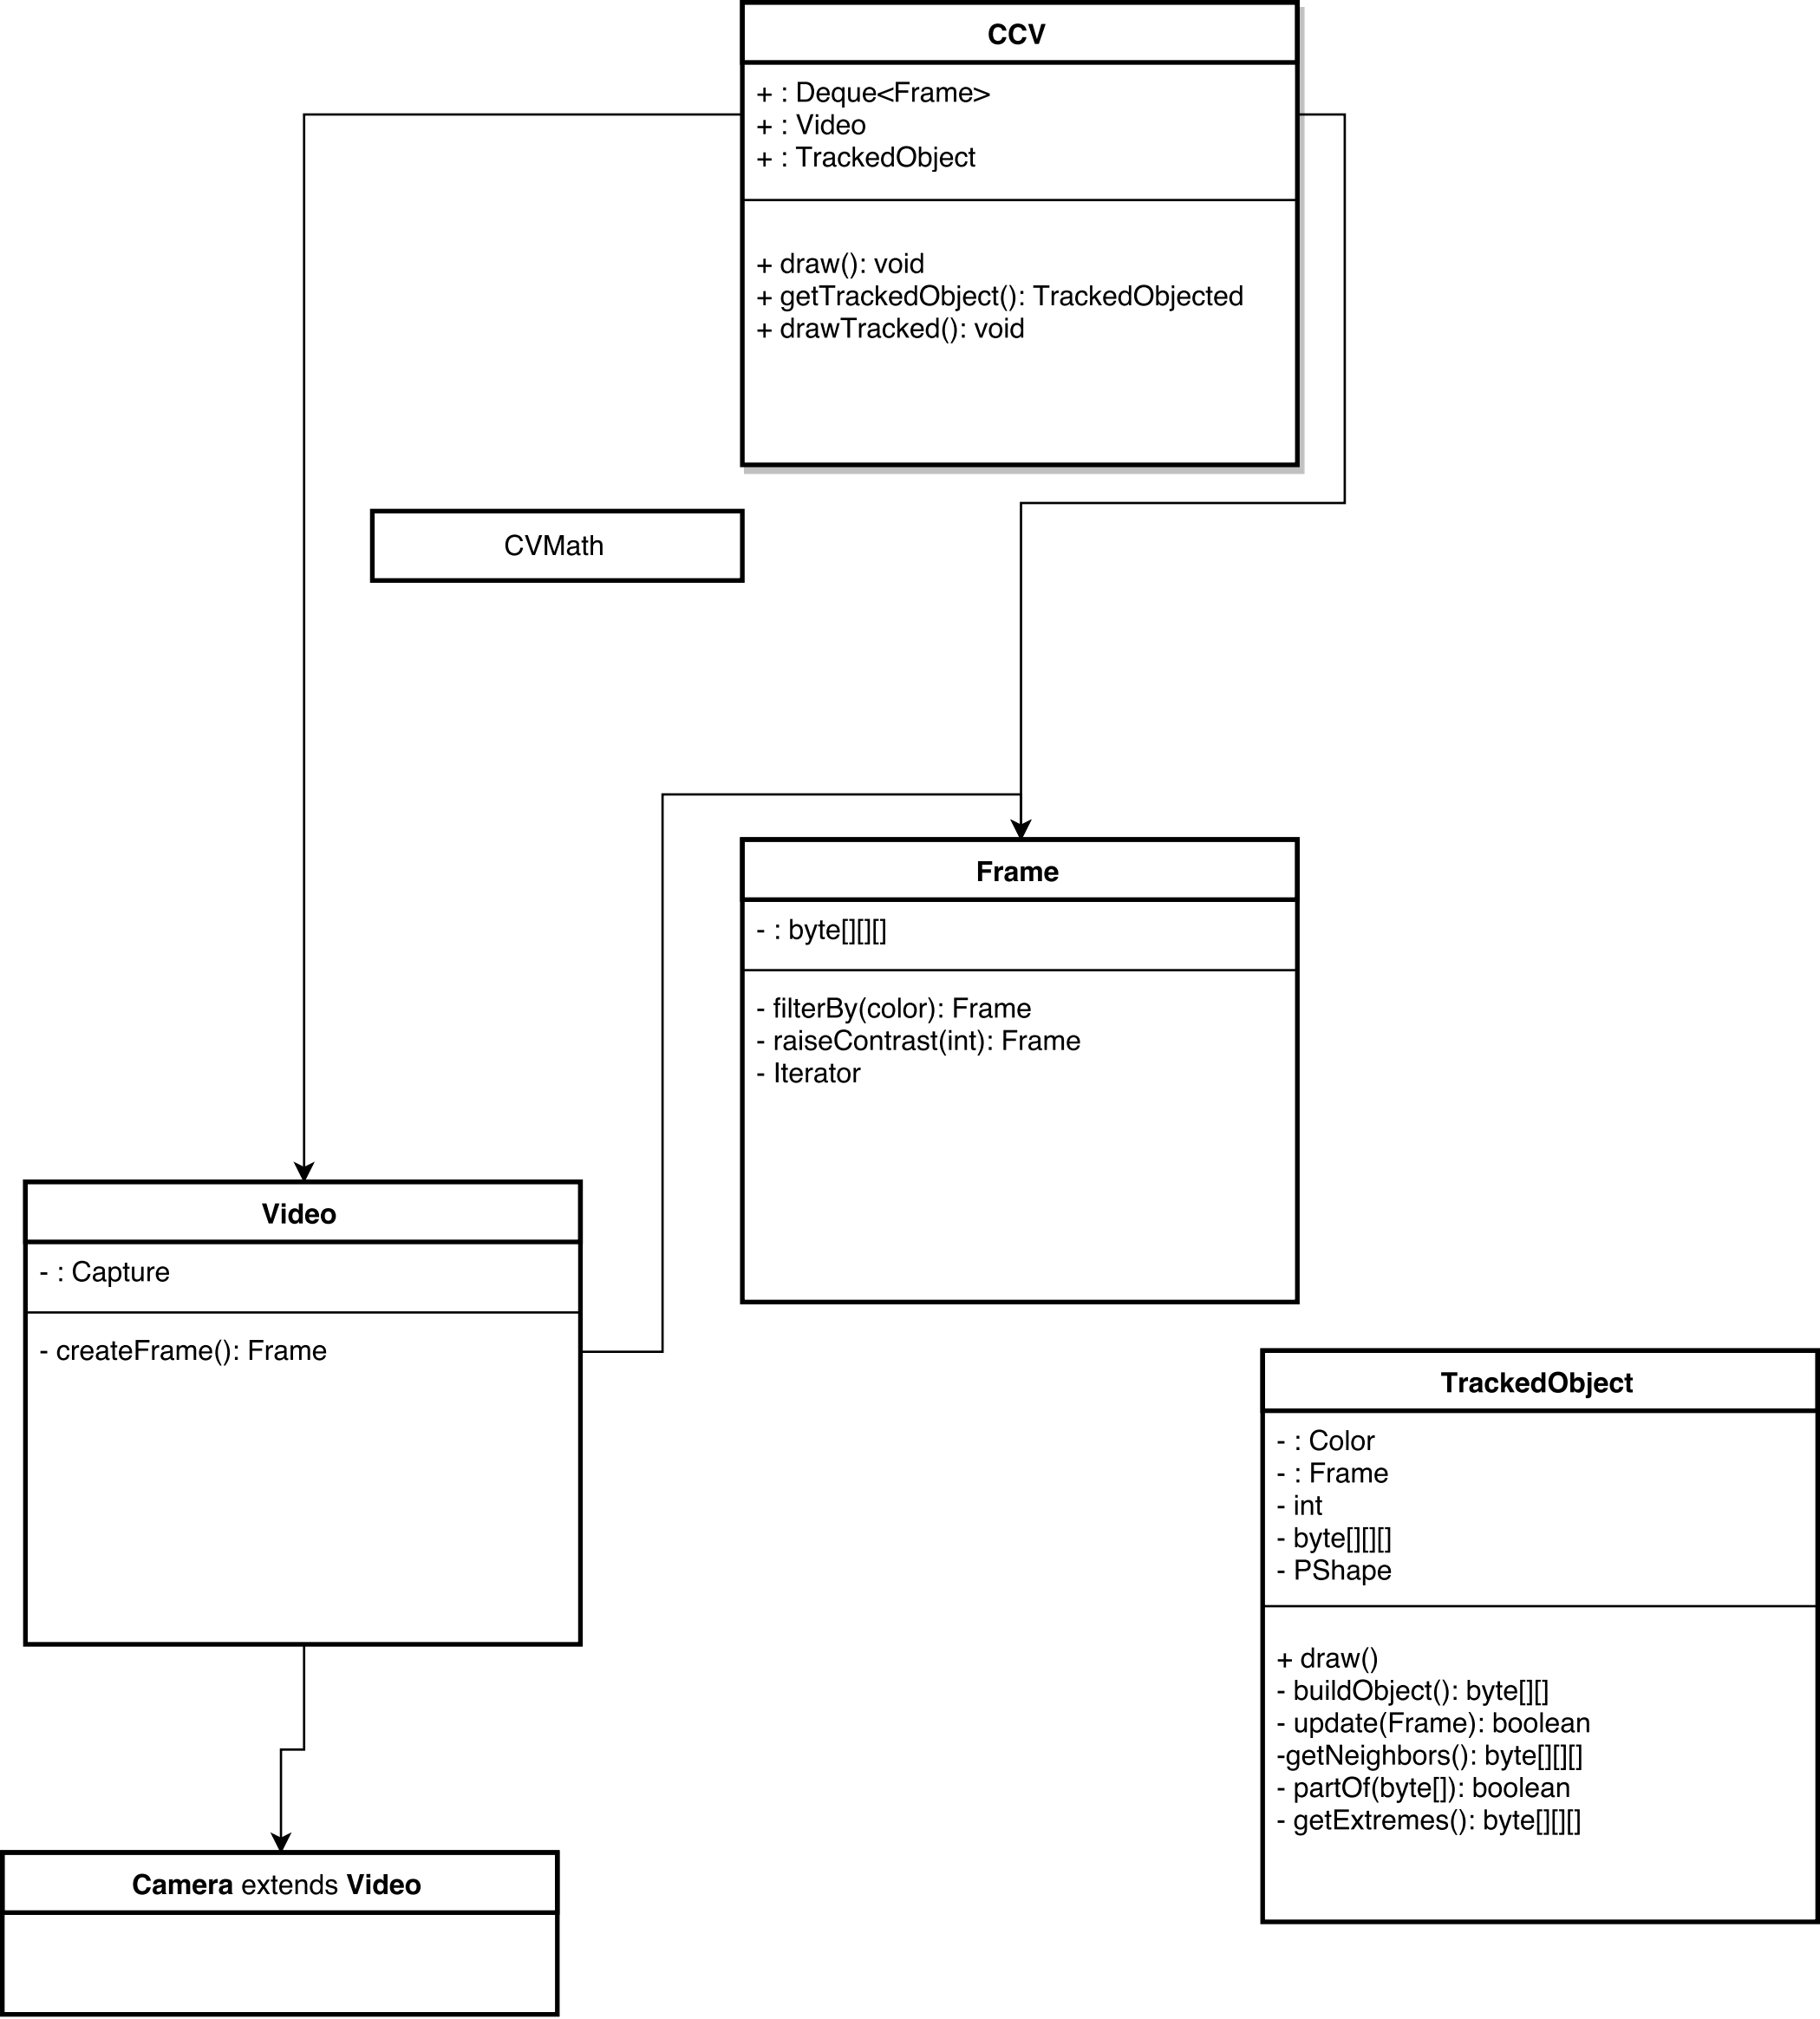 CCV
+ : Deque<Frame>
+ : Video
+ : TrackedObject
+ draw(): void
+ getTrackedObject(): TrackedObjected
+ drawTracked(): void
CVMath
Frame
- : byte[][][]
- filterBy(color): Frame
- raiseContrast(int): Frame
- Iterator
Video
- : Capture
- createFrame(): Frame
TrackedObject
- : Color
- : Frame
- int
- byte[][][]
- PShape
+ draw()
- buildObject(): byte[][]
- update(Frame): boolean
-getNeighbors(): byte[][][]
- partOf(byte[]): boolean
- getExtremes(): byte[][][]
Camera extends Video